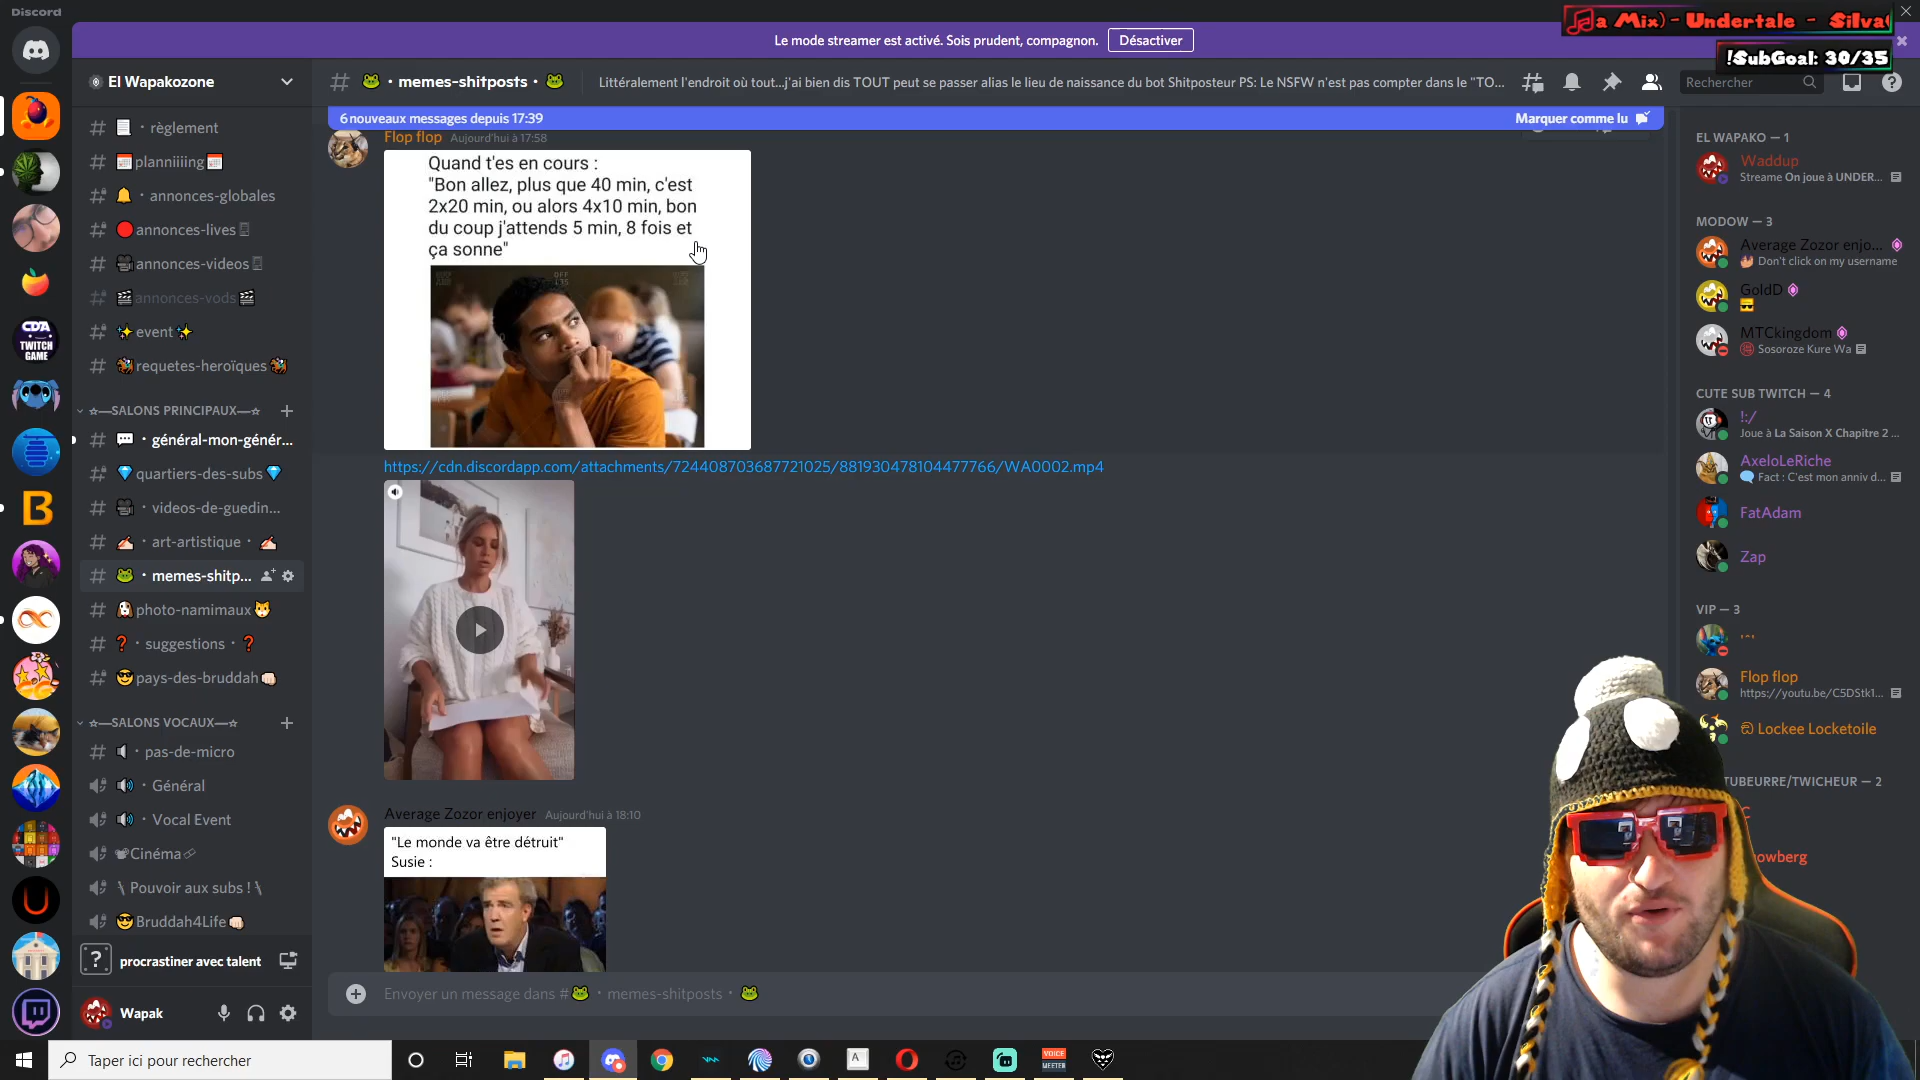 Discord
Le mode streamer est activé. Sois prudent, compagnon.
Désactiver
a Mix) - Undertale - Silva
!SubGoal: 30/35
El Wapakozone
memes-shitposts
Littéralement l'endroit où tout...j'ai bien dis TOUT peut se passer alias le lieu de naissance du bot Shitposteur PS: Le NSFW n'est pas compter dans le "TO...
Rechercher
6 nouveaux messages depuis 17:39
Marquer comme lu
règlement
planniiiing
annonces-globales
annonces-lives
annonces-videos
annonces-vods
event
requetes-heroïques
SALONS PRINCIPAUX
général-mon-génér...
quartiers-des-subs
videos-de-guedin...
art-artistique
memes-shitp...
photo-namimaux
suggestions
pays-des-bruddah
SALONS VOCAUX
pas-de-micro
Général
Vocal Event
Cinéma
\ Pouvoir aux subs ! \
Bruddah4Life
procrastiner avec talent
Wapak
CDA
TWITCH
GAME
Flop flop Aujourd'hui à 17:58
Quand t'es en cours :
"Bon allez, plus que 40 min, c'est
2x20 min, ou alors 4x10 min, bon
du coup j'attends 5 min, 8 fois et
ça sonne"
https://cdn.discordapp.com/attachments/724408703687721025/881930478104477766/WA0002.mp4
Average Zozor enjoyer Aujourd'hui à 18:10
"Le monde va être détruit"
Susie :
Envoyer un message dans # memes-shitposts
EL WAPAKO — 1
Waddup
Streame On joue à UNDER...
MODOW — 3
Average Zozor enjo...
Don't click on my username
GoldD
MTCkingdom
Sosoroze Kure Wa
CUTE SUB TWITCH — 4
!:/
Joue à La Saison X Chapitre 2 ...
AxeloLeRiche
Fact : C'est mon anniv d...
FatAdam
Zap
VIP — 3
Flop flop
https://youtu.be/C5DStk1...
Lockee Locketoile
TUBEURRE/TWICHEUR — 2
owberg
Taper ici pour rechercher
VOICE
MEETER